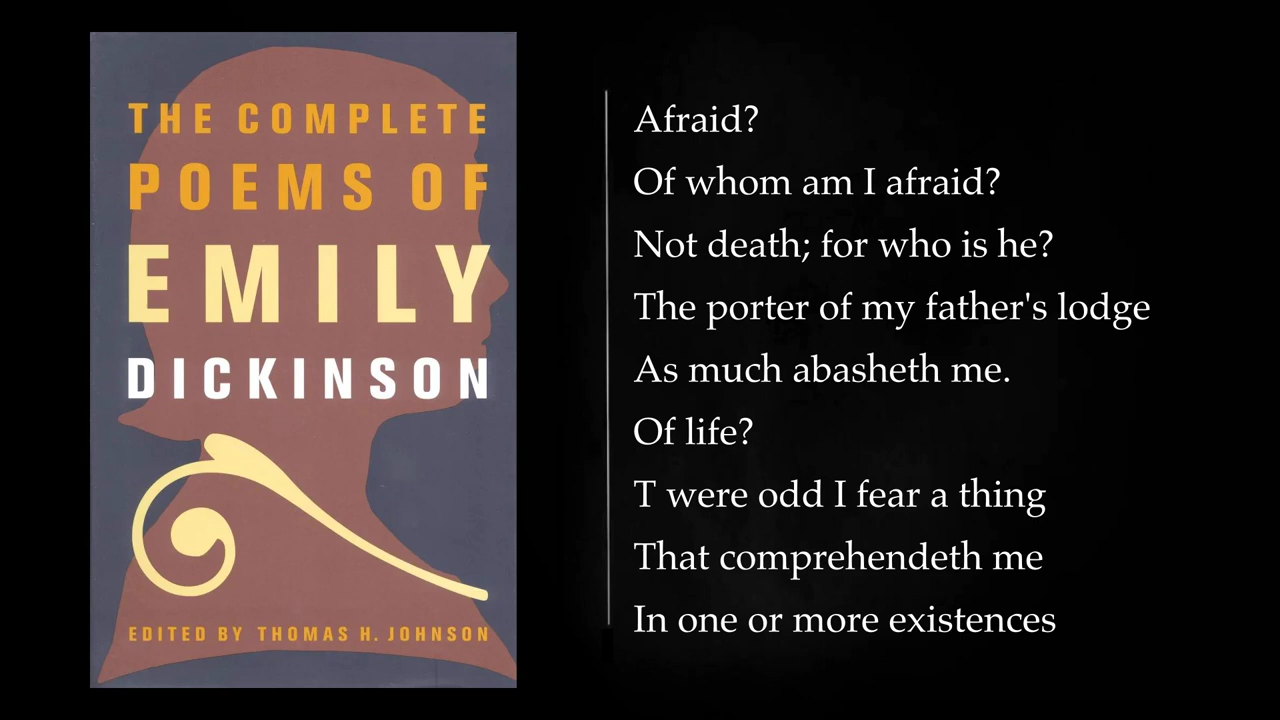 THE COMPLETE
POEMS OF
EMILY
DICKINSON
EDITED BY THOMAS H. JOHNSON
Afraid?
Of whom am I afraid?
Not death; for who is he?
The porter of my father's lodge
As much abasheth me.
Of life?
T were odd I fear a thing
That comprehendeth me
In one or more existences